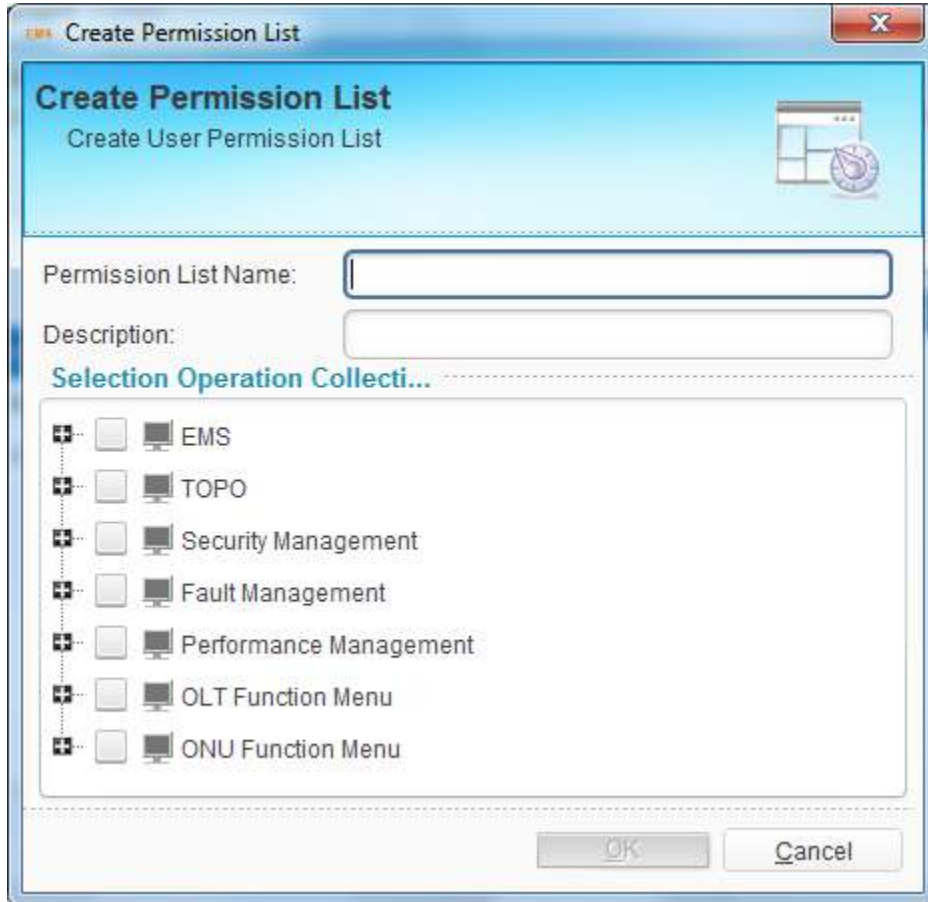 EMS Create Permission List
Create Permission List
Create User Permission List
Permission List Name:
Description:
Selection Operation Collecti...
EMS
TOPO
Security Management
Fault Management
Performance Management
OLT Function Menu
ONU Function Menu
OK Cancel